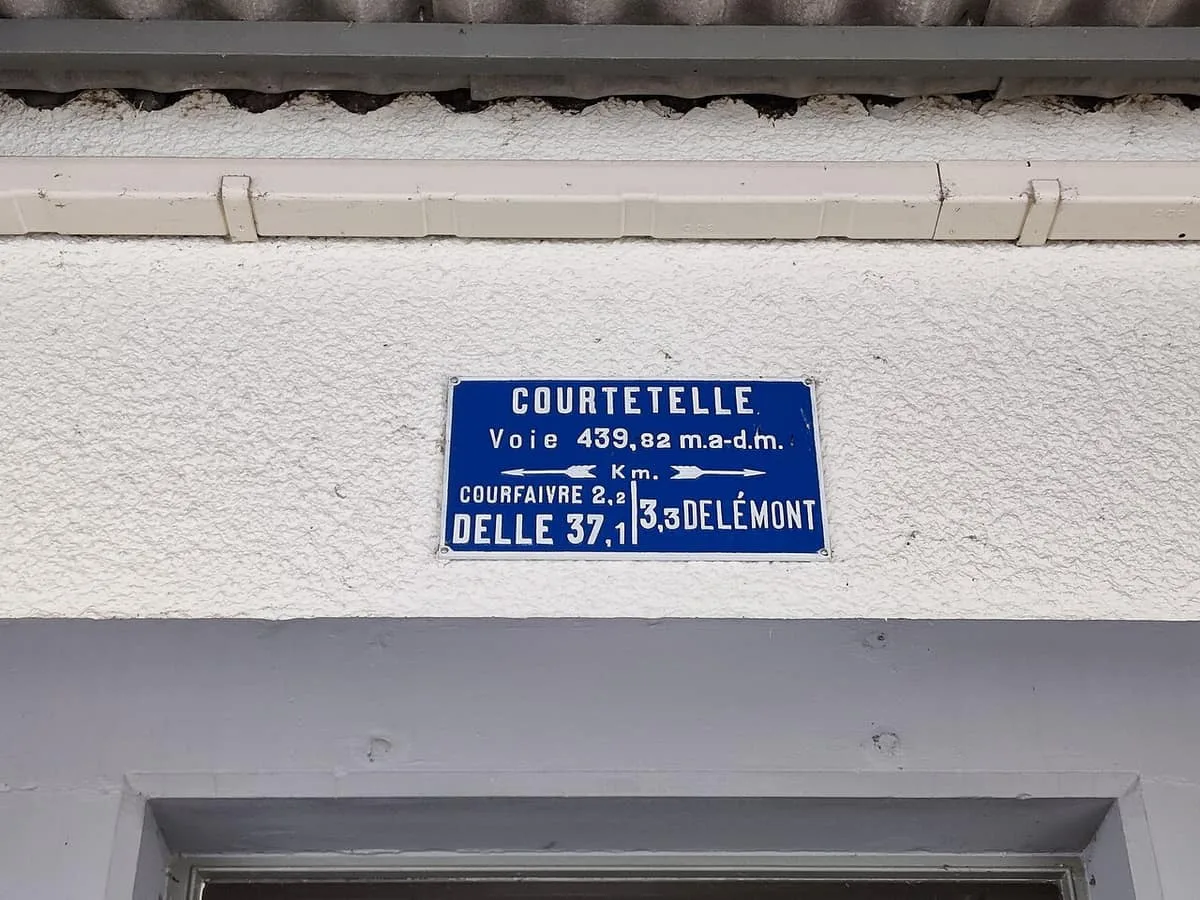 COURTETELLE
Voie 439,82 m.a-d.m.
Km.
COURFAIVRE 2,2
DELLE 37,1
3,3 DELÉMONT